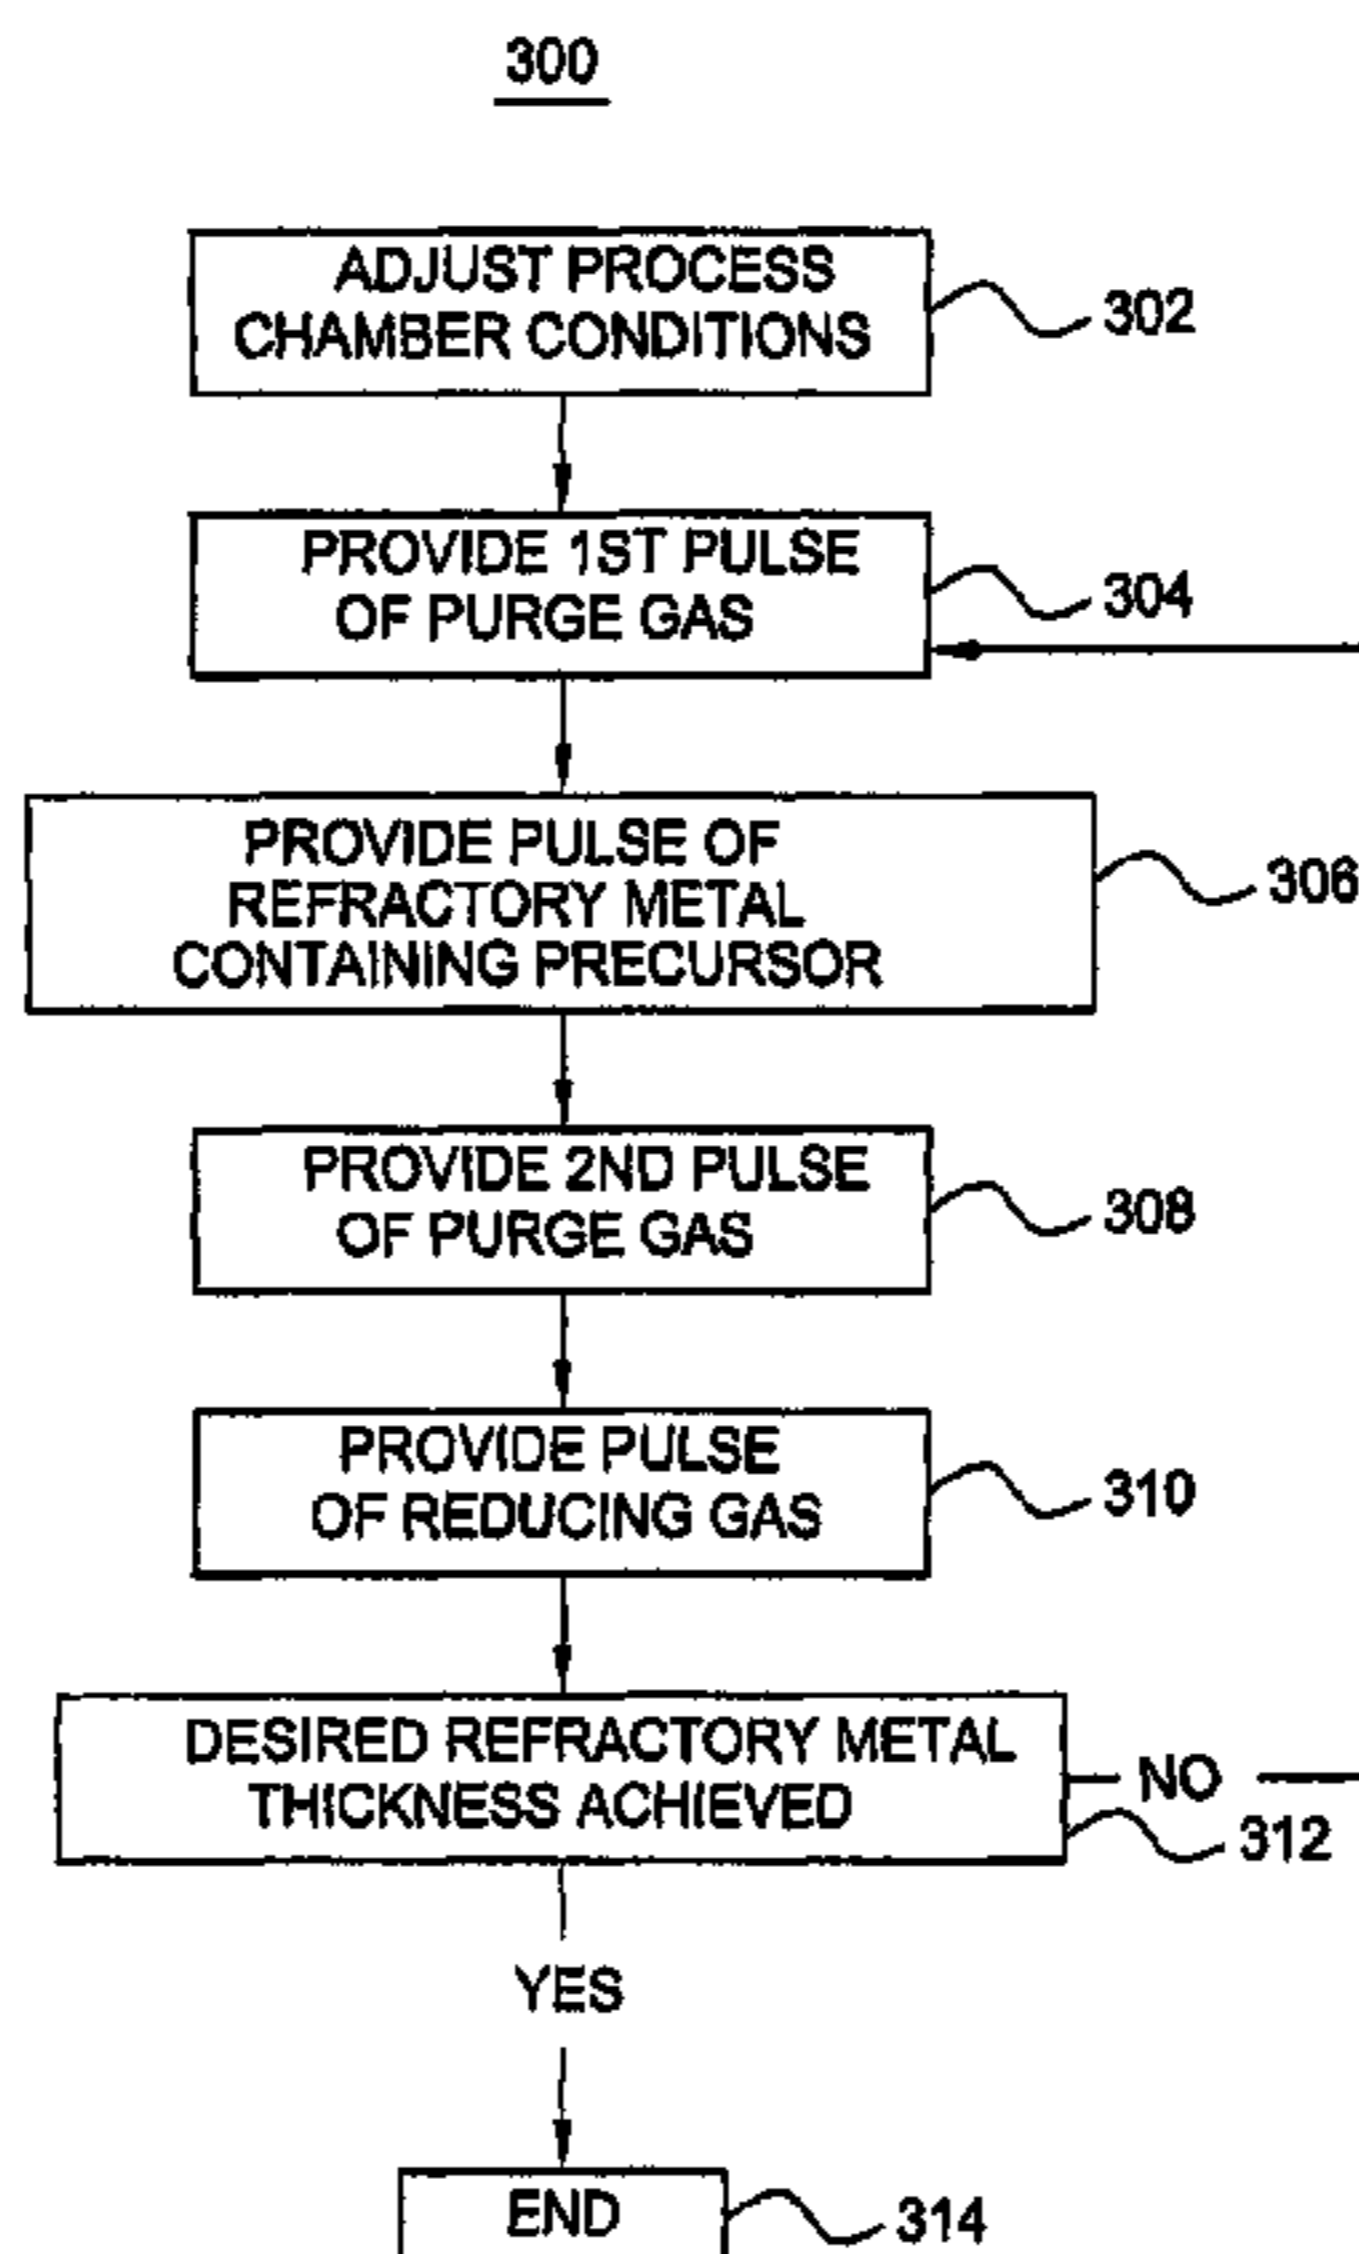 300
ADJUST PROCESS
CHAMBER CONDITIONS
302
PROVIDE 1ST PULSE
OF PURGE GAS
304
PROVIDE PULSE OF
REFRACTORY METAL
CONTAINING PRECURSOR
306
PROVIDE 2ND PULSE
OF PURGE GAS
308
PROVIDE PULSE
OF REDUCING GAS
310
DESIRED REFRACTORY METAL
THICKNESS ACHIEVED
NO
312
YES
END
314